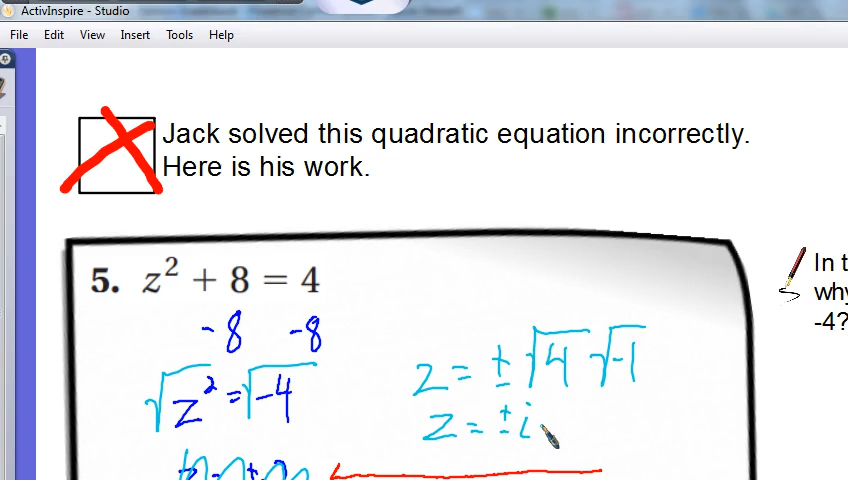 ActivInspire - Studio
File Edit View Insert Tools Help
Jack solved this quadratic equation incorrectly.
Here is his work.
5. z² + 8 = 4
-8 -8
√z² = √-4
z = ± √4 √-1
z = ± i
In t
why
-4?